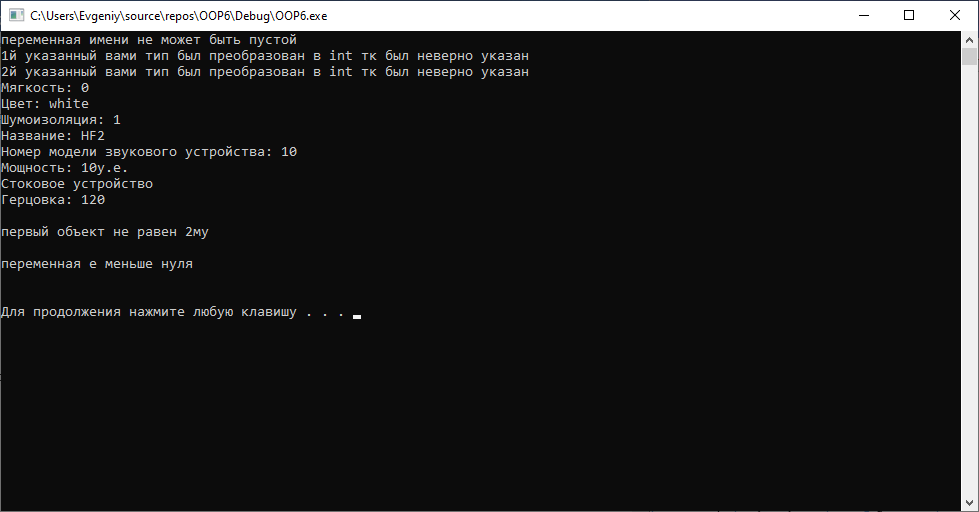 C:\Users\Evgeniy\source\repos\OOP6\Debug\OOP6.exe
переменная имени не может быть пустой
1й указанный вами тип был преобразован в int тк был неверно указан
2й указанный вами тип был преобразован в int тк был неверно указан
Мягкость: 0
Цвет: white
Шумоизоляция: 1
Название: HF2
Номер модели звукового устройства: 10
Мощность: 10у.е.
Стоковое устройство
Герцовка: 120
первый объект не равен 2му
переменная e меньше нуля
Для продолжения нажмите любую клавишу . . .